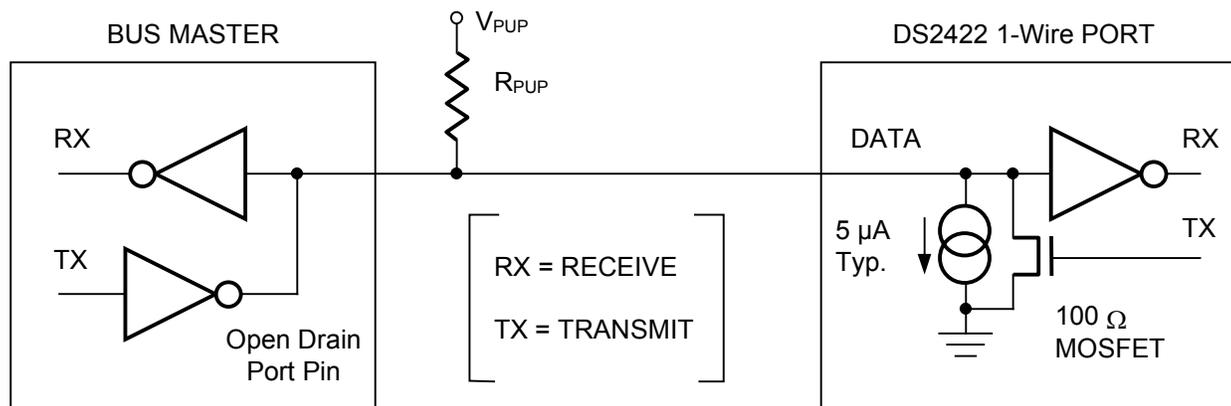 BUS MASTER
RX
TX
Open Drain
Port Pin
VPUP
RPUP
RX = RECEIVE
TX = TRANSMIT
DS2422 1-Wire PORT
DATA
RX
TX
5 µA
Typ.
100 Ω
MOSFET